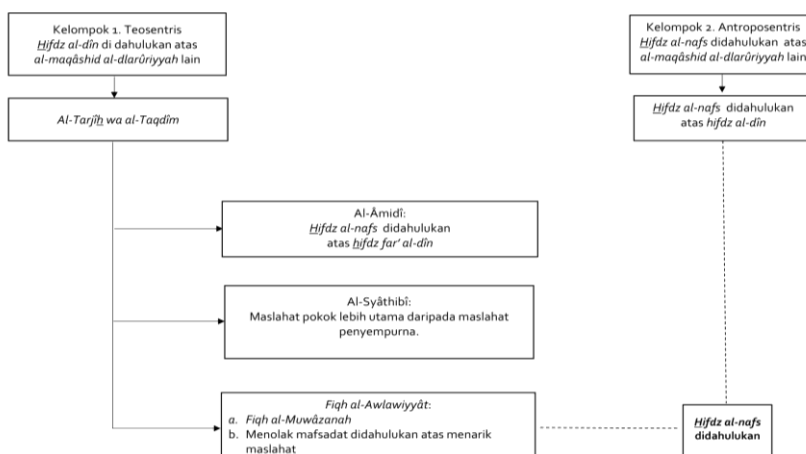 Kelompok 1. Teosentris
Hifdz al-dîn di dahulukan atas
al-maqâshid al-dlarûriyyah lain
Kelompok 2. Antroposentris
Hifdz al-nafs didahulukan atas
al-maqâshid al-dlarûriyyah lain
Al-Tarjîh wa al-Taqdîm
Hifdz al-nafs didahulukan
atas hifdz al-dîn
Al-Âmidî:
Hifdz al-nafs didahulukan
atas hifdz far’ al-dîn
Al-Syâthibî:
Maslahat pokok lebih utama daripada maslahat
penyempurna.
Fiqh al-Awlawiyyât:
a. Fiqh al-Muwâzanah
b. Menolak mafsadat didahulukan atas menarik
maslahat
Hifdz al-nafs
didahulukan